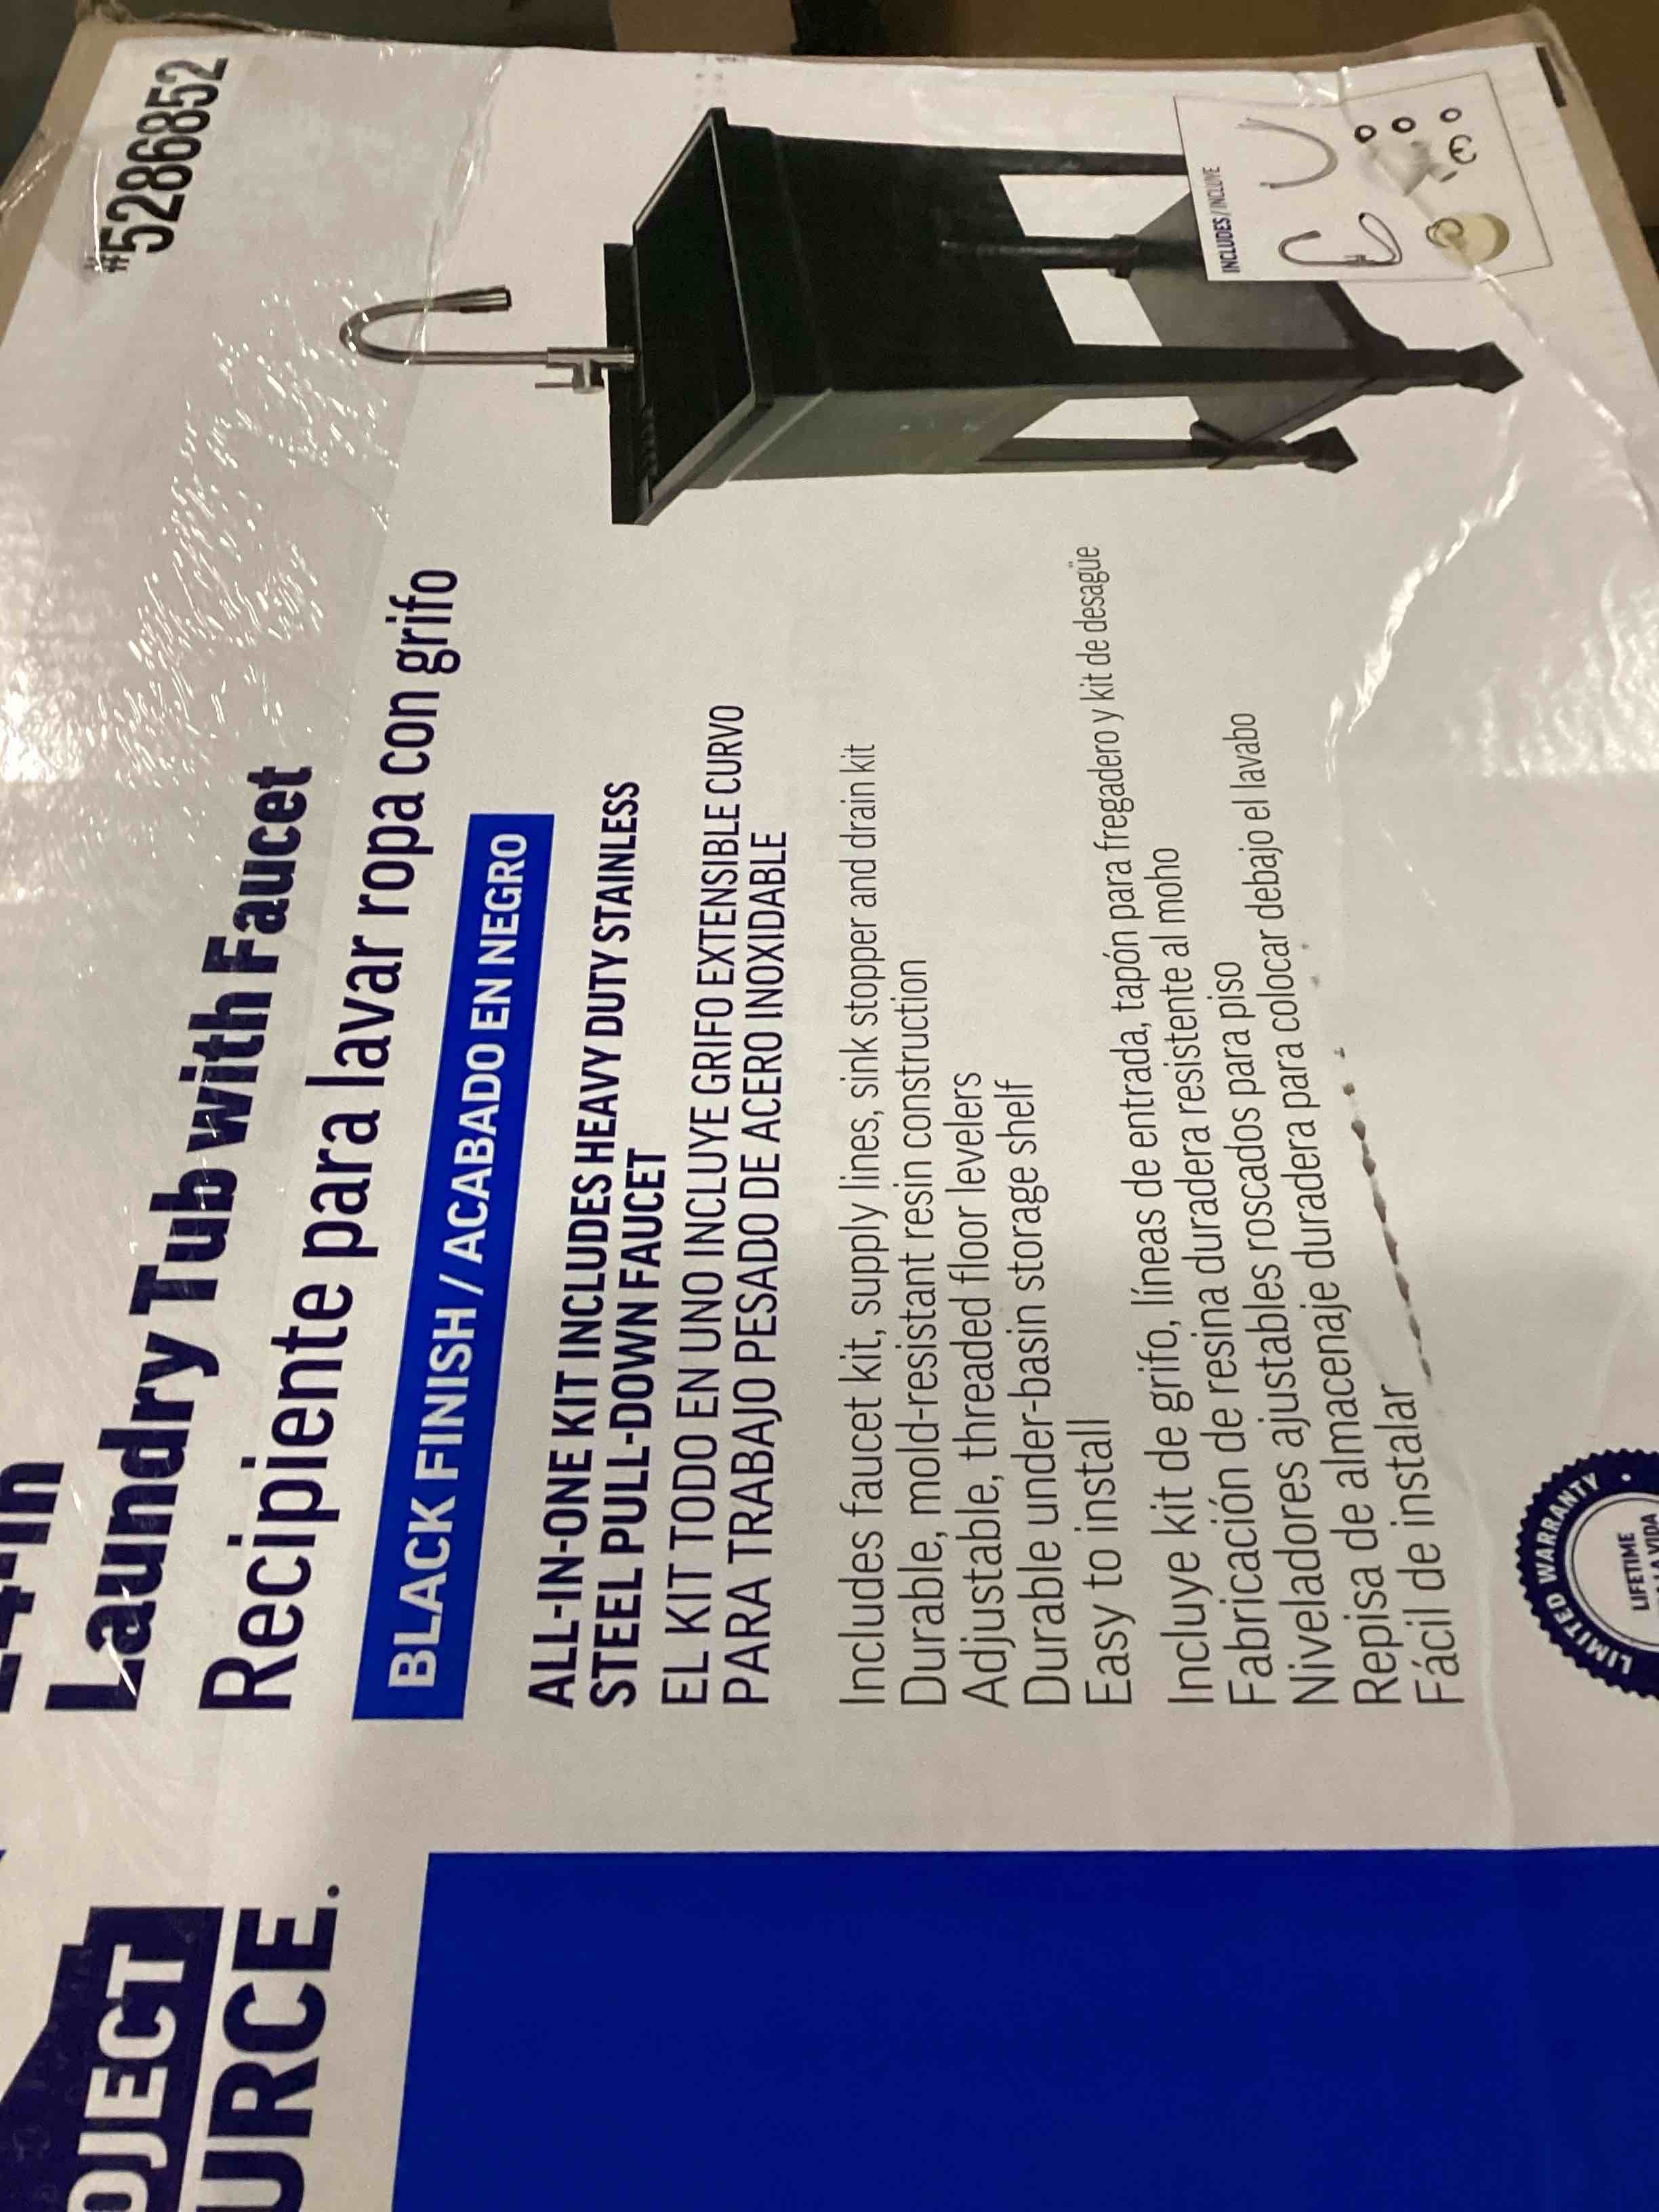 #5286852
Laundry Tub with Faucet
Recipiente para lavar ropa con grifo
BLACK FINISH / ACABADO EN NEGRO
ALL-IN-ONE KIT INCLUDES HEAVY DUTY STAINLESS
STEEL PULL-DOWN FAUCET
EL KIT TODO EN UNO INCLUYE GRIFO EXTENSIBLE CURVO
PARA TRABAJO PESADO DE ACERO INOXIDABLE
Includes faucet kit, supply lines, sink stopper and drain kit
Durable, mold-resistant resin construction
Adjustable, threaded floor levelers
Durable under-basin storage shelf
Easy to install
Incluye kit de grifo, líneas de entrada, tapón para fregadero y kit de desagüe
Fabricación de resina duradera resistente al moho
Niveladores ajustables roscados para piso
Repisa de almacenaje duradera para colocar debajo el lavabo
Fácil de instalar
INCLUDES / INCLUYE
LIMITED WARRANTY
LIFETIME
LA VIDA
OJECT
URCE.